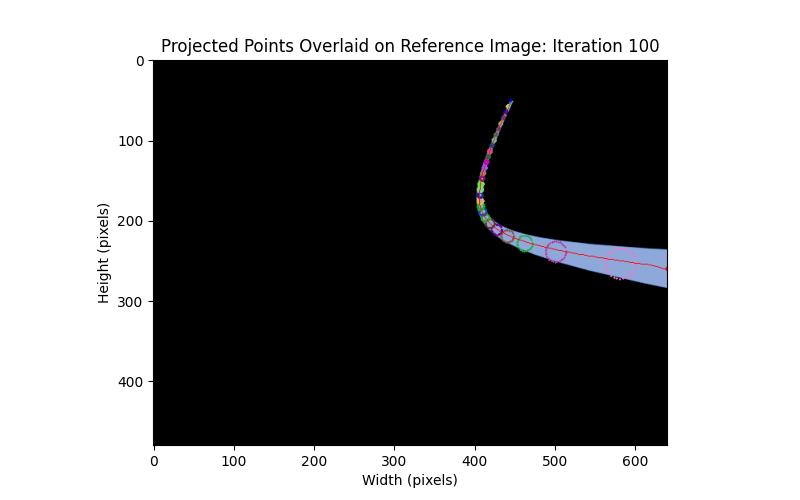 Projected Points Overlaid on Reference Image: Iteration 100
0
100
200
300
400
Height (pixels)
0 100 200 300 400 500 600
Width (pixels)